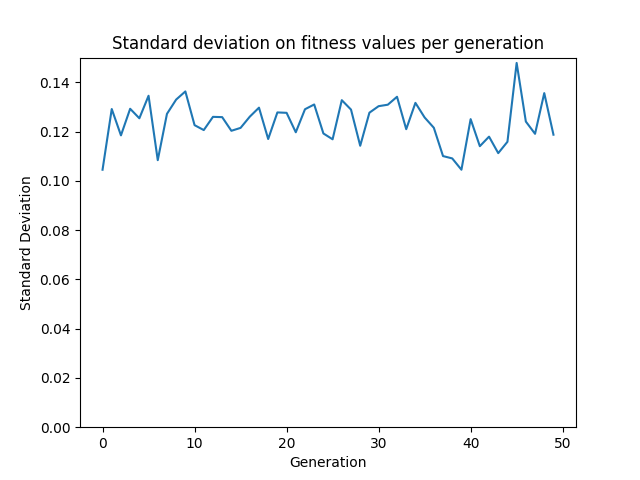 Standard deviation on fitness values per generation
0.14
0.12
0.10
0.08
0.06
0.04
0.02
0.00
Standard Deviation
0 10 20 30 40 50
Generation